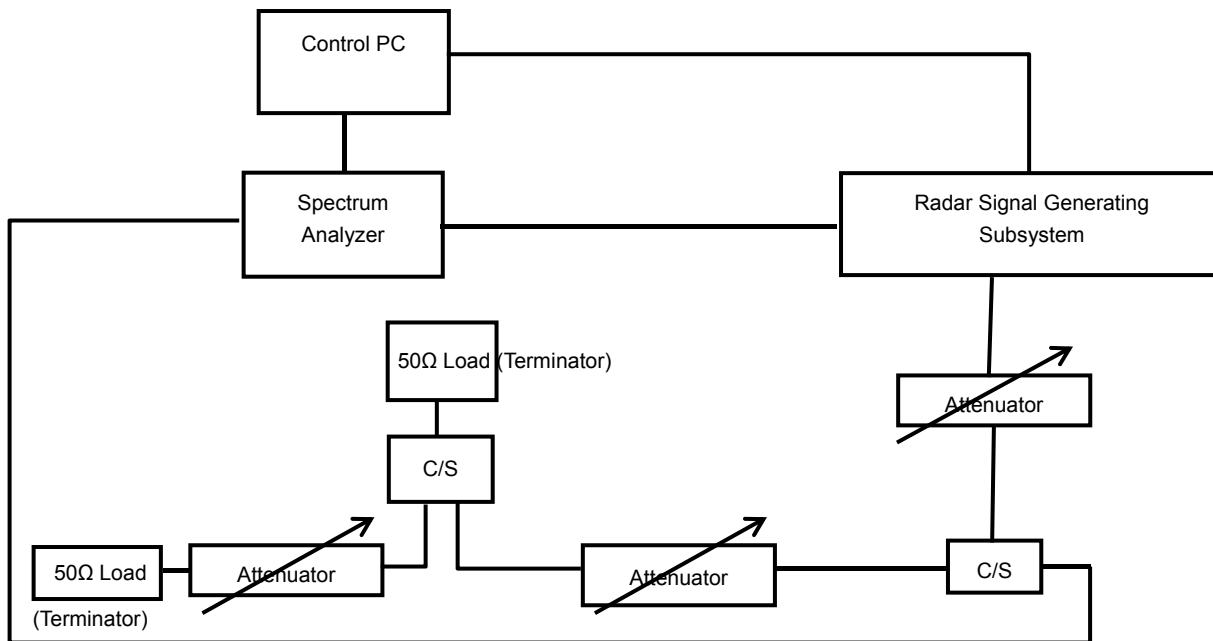 Control PC
Spectrum
Analyzer
Radar Signal Generating
Subsystem
50Ω Load (Terminator)
Attenuator
C/S
50Ω Load
(Terminator)
Attenuator
Attenuator
C/S